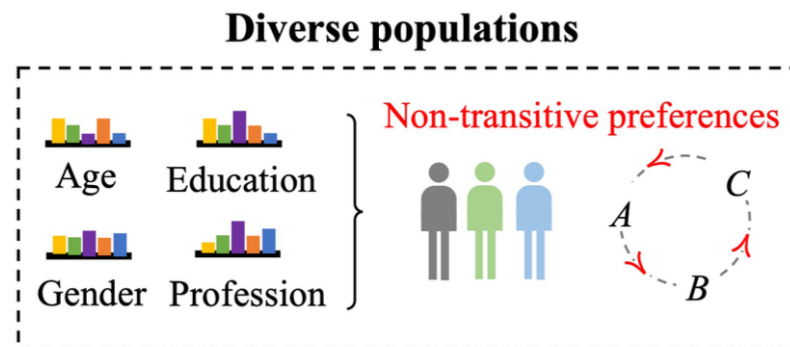 Diverse populations
Non-transitive preferences
Age Education
Gender Profession
A
B
C